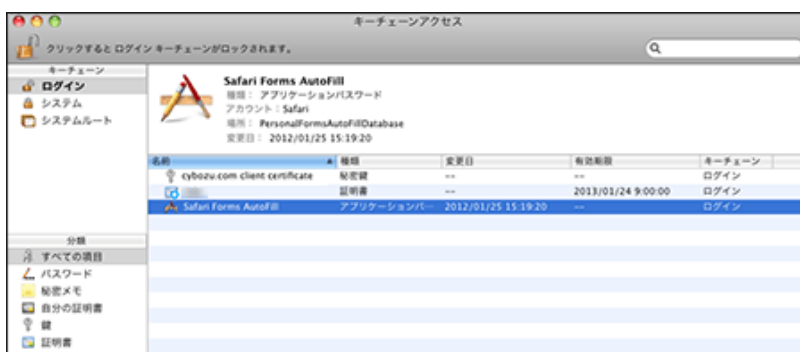 キーチェーンアクセス
クリックすると ログイン キーチェーンがロックされます。
キーチェーン
ログイン
システム
システムルート
Safari Forms AutoFill
種類： アプリケーションパスワード
アカウント： Safari
場所： PersonalFormsAutoFillDatabase
変更日： 2012/01/25 15:19:20
名前 種類 変更日 有効期限 キーチェーン
cybozu.com client certificate 秘密鍵 -- -- ログイン
証明書 -- 2013/01/24 9:00:00 ログイン
Safari Forms AutoFill アプリケーションパ… 2012/01/25 15:19:20 -- ログイン
分類
すべての項目
パスワード
秘密メモ
自分の証明書
鍵
証明書